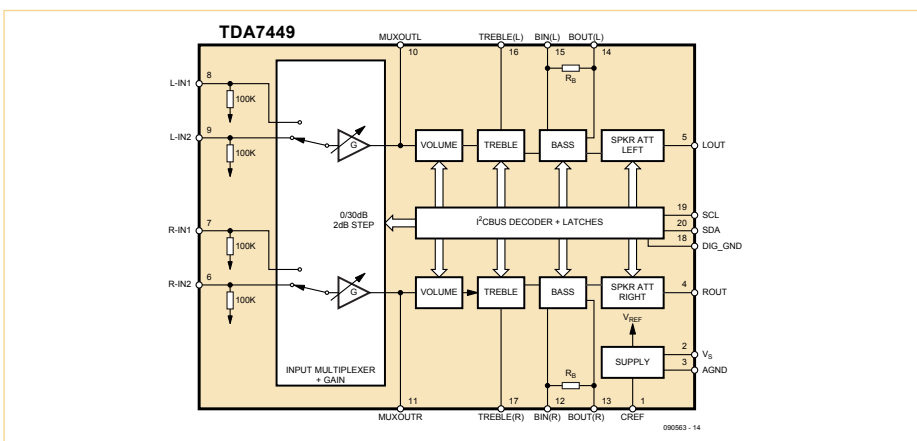 TDA7449
MUXOUTL
TREBLE(L)
BIN(L)
BOUT(L)
10
16
15
14
L-IN1
8
100K
RB
L-IN2
9
100K
G
VOLUME
TREBLE
BASS
SPKR ATT
LEFT
5
LOUT
0/30dB
2dB STEP
I2CBUS DECODER + LATCHES
19
SCL
20
SDA
18
DIG_GND
R-IN1
7
100K
R-IN2
6
100K
G
VOLUME
TREBLE
BASS
SPKR ATT
RIGHT
4
ROUT
VREF
INPUT MULTIPLEXER
+ GAIN
RB
SUPPLY
2
VS
3
AGND
11
17
12
13
1
MUXOUTR
TREBLE(R)
BIN(R)
BOUT(R)
CREF
090563 - 14